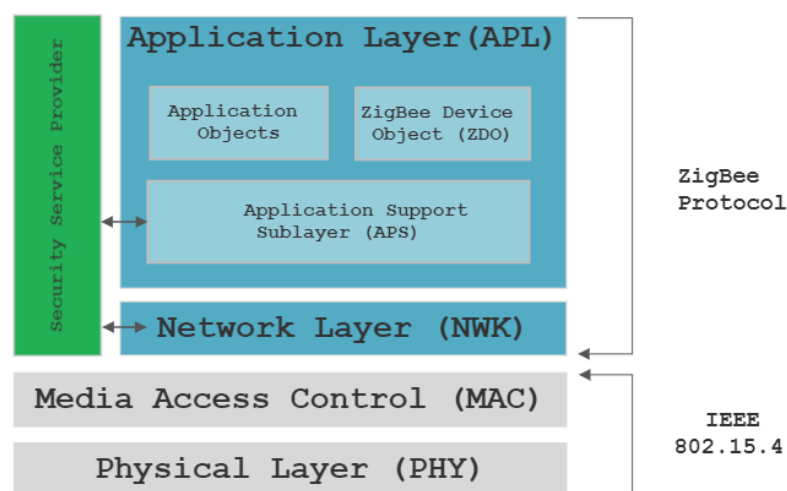 Security Service Provider
Application Layer(APL)
Application
Objects
ZigBee Device
Object (ZDO)
Application Support
Sublayer (APS)
Network Layer (NWK)
Media Access Control (MAC)
Physical Layer (PHY)
ZigBee
Protocol
IEEE
802.15.4